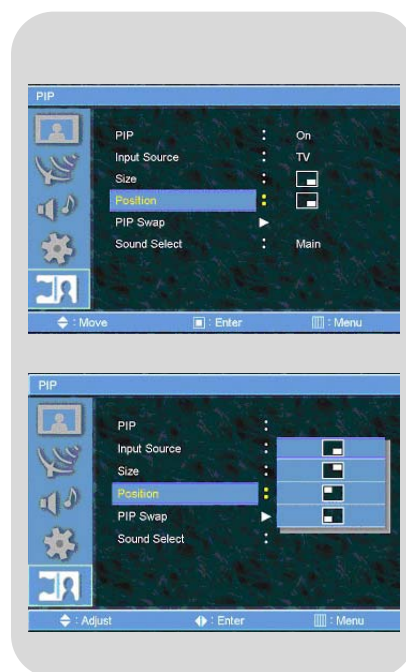 PIP
PIP : On
Input Source : TV
Size :
Position :
PIP Swap
Sound Select : Main
: Move : Enter : Menu
PIP
PIP :
Input Source :
Size :
Position :
PIP Swap
Sound Select :
: Adjust : Enter : Menu